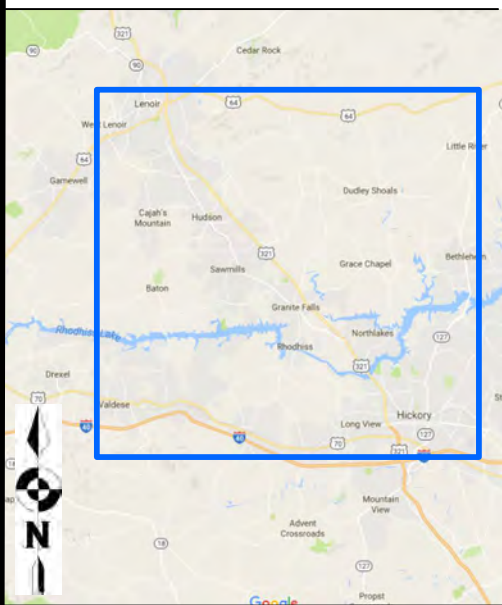 321
90
Cedar Rock
90
Lenoir
64
64
West Lenoir
64
Little River
Gamewell
Dudley Shoals
Cajah's
Mountain
Hudson
321
Grace Chapel
Bethlehem
Sawmills
Baton
Granite Falls
Rhodhiss Lake
Northlakes
127
Rhodhiss
321
Drexel
70
Valdese
Hickory
Long View
127
40
40
70
321
18
N
Mountain
View
Advent
Crossroads
18
127
Propst
Google